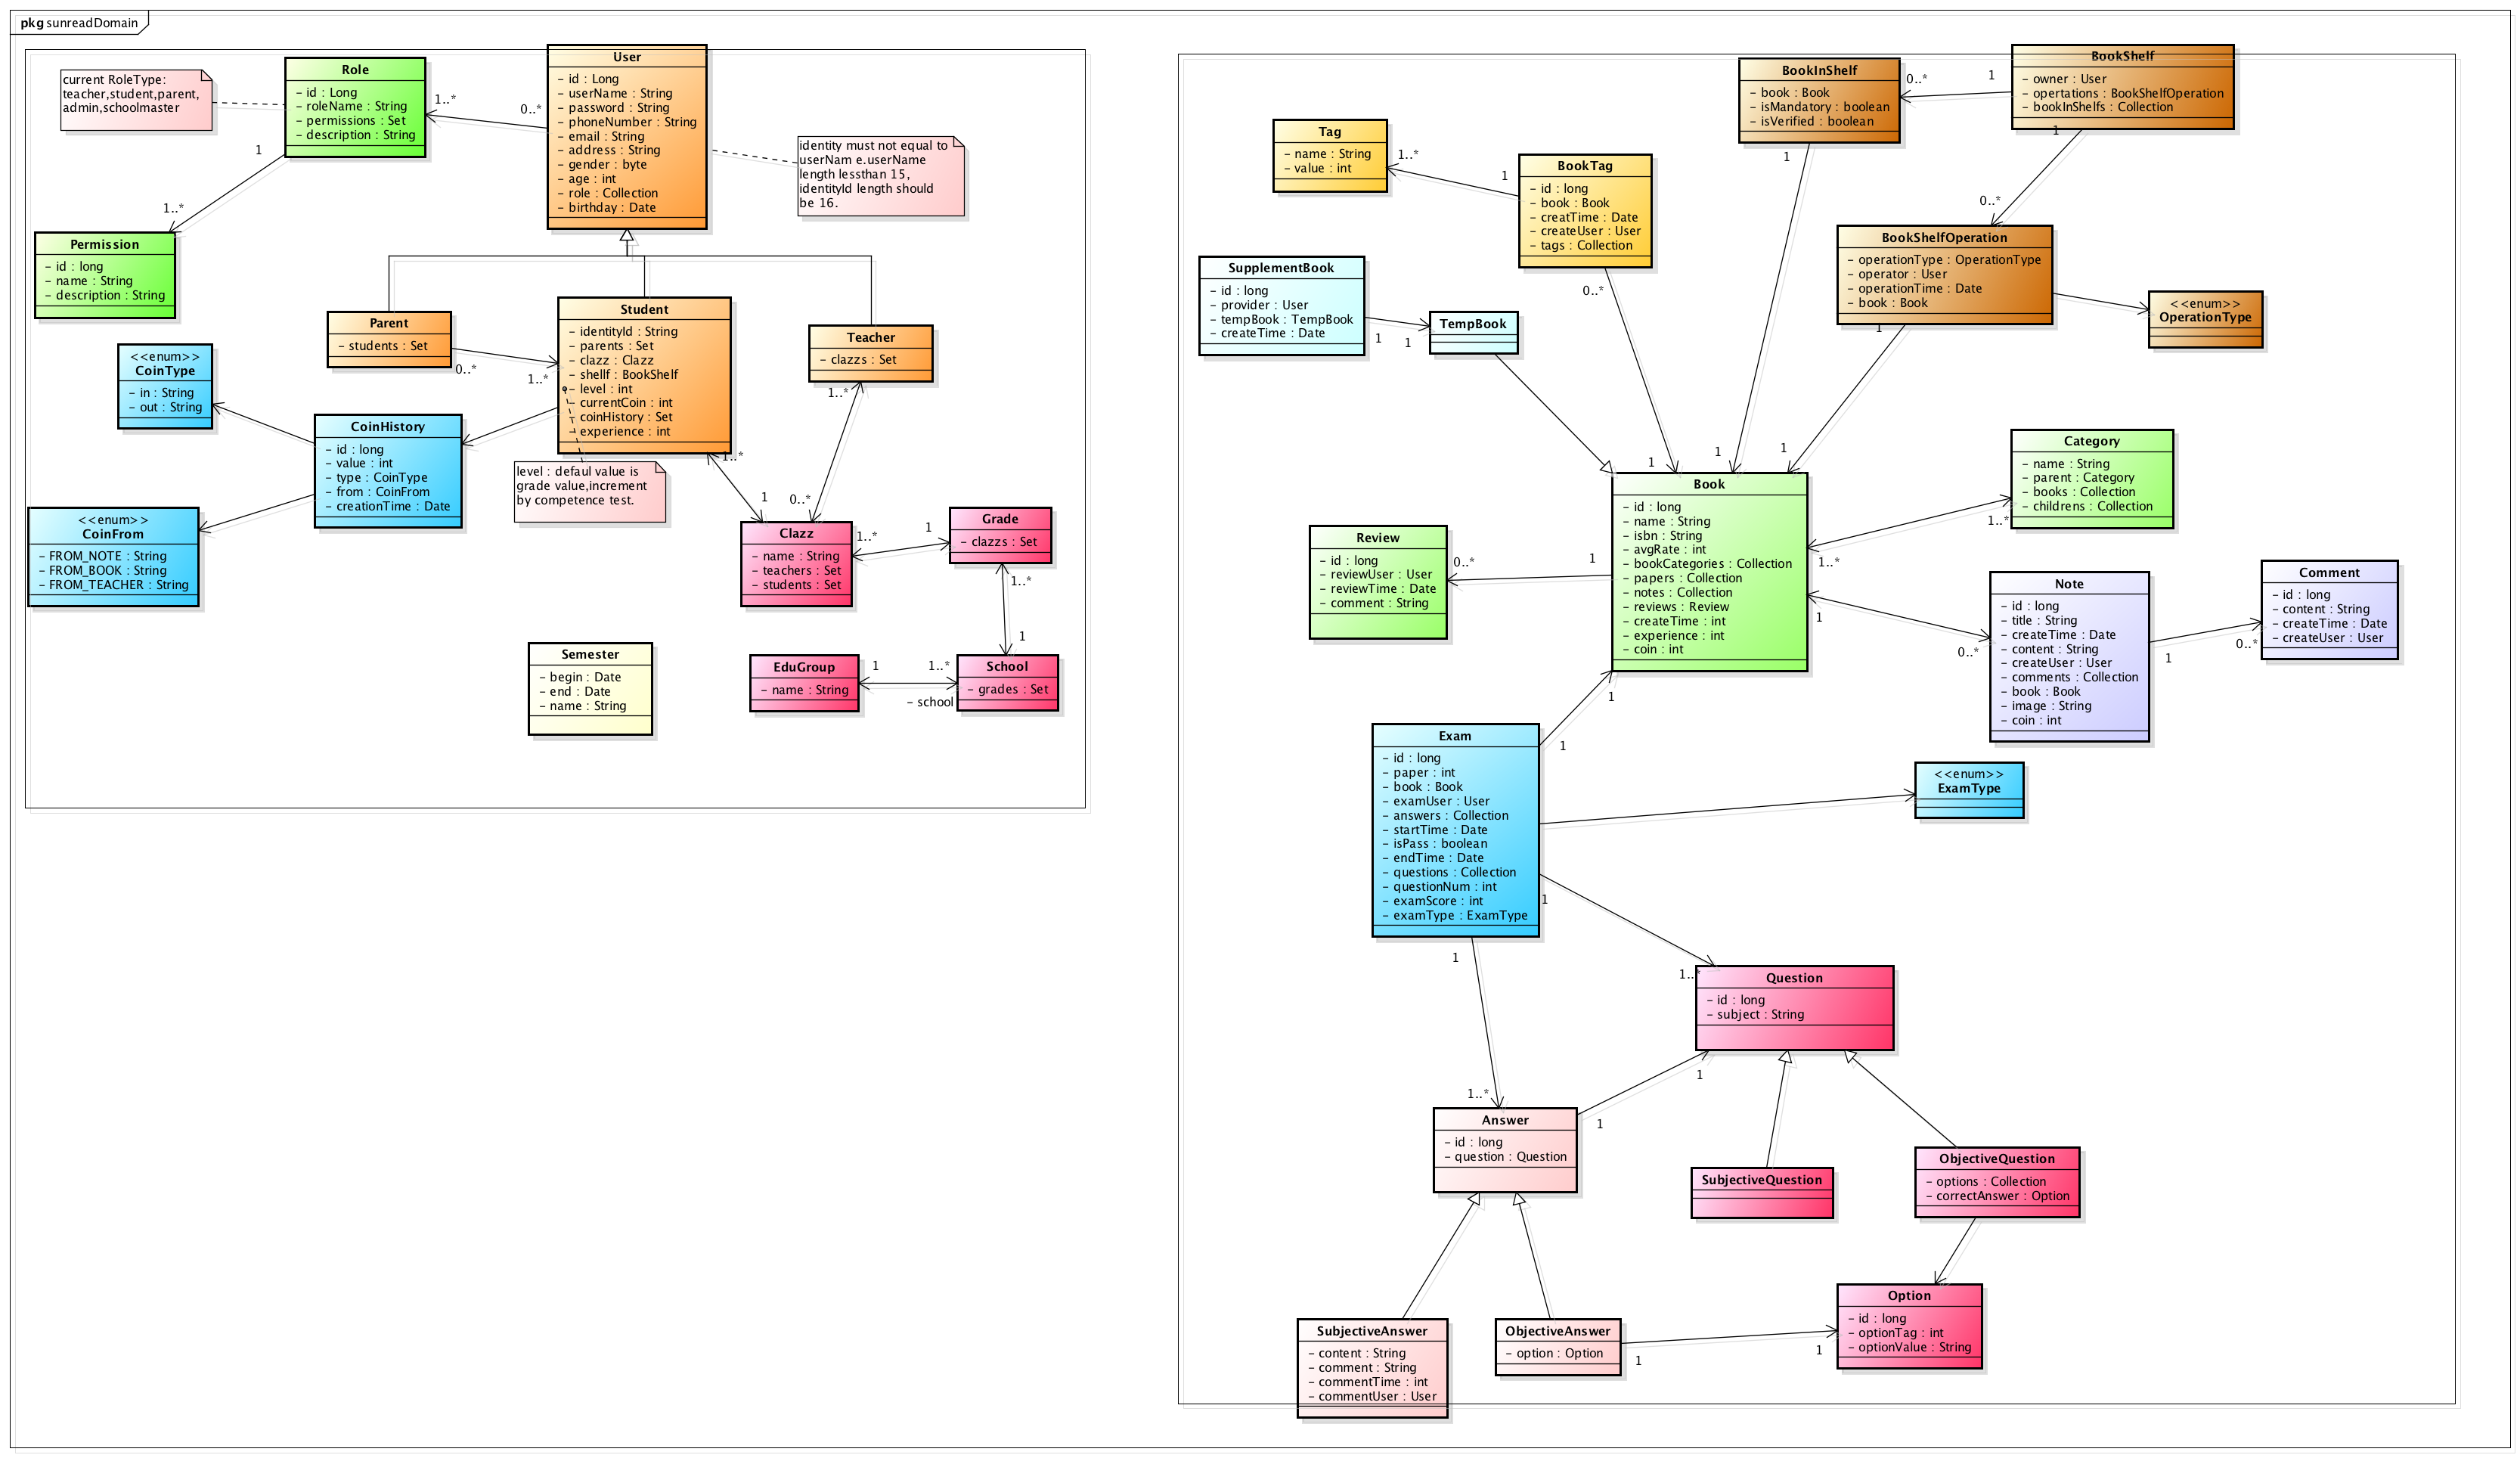 pkg sunreadDomain
current RoleType:
teacher,student,parent,
admin,schoolmaster
Role
– id : Long
– roleName : String
– permissions : Set
– description : String
1..*
0..*
1
1..*
User
– id : Long
– userName : String
– password : String
– phoneNumber : String
– email : String
– address : String
– gender : byte
– age : int
– role : Collection
– birthday : Date
identity must not equal to
userNam e.userName
length lessthan 15,
identityId length should
be 16.
Permission
– id : long
– name : String
– description : String
Parent
– students : Set
0..*
1..*
Student
– identityId : String
– parents : Set
– clazz : Clazz
– shellf : BookShelf
– level : int
– currentCoin : int
– coinHistory : Set
– experience : int
1..*
1
Teacher
– clazzs : Set
1..*
0..*
<<enum>>
CoinType
– in : String
– out : String
CoinHistory
– id : long
– value : int
– type : CoinType
– from : CoinFrom
– creationTime : Date
<<enum>>
CoinFrom
– FROM_NOTE : String
– FROM_BOOK : String
– FROM_TEACHER : String
level : defaul value is
grade value,increment
by competence test.
Clazz
– name : String
– teachers : Set
– students : Set
1..*
1
Grade
– clazzs : Set
1..*
1
Semester
– begin : Date
– end : Date
– name : String
EduGroup
– name : String
1
1..*
– school
School
– grades : Set
BookInShelf
– book : Book
– isMandatory : boolean
– isVerified : boolean
0..*
1
1
BookShelf
– owner : User
– opertations : BookShelfOperation
– bookInShelfs : Collection
1
0..*
Tag
– name : String
– value : int
1..*
1
BookTag
– id : long
– book : Book
– creatTime : Date
– createUser : User
– tags : Collection
0..*
BookShelfOperation
– operationType : OperationType
– operator : User
– operationTime : Date
– book : Book
1
<<enum>>
OperationType
SupplementBook
– id : long
– provider : User
– tempBook : TempBook
– createTime : Date
1
1
TempBook
1
1
1
Book
– id : long
– name : String
– isbn : String
– avgRate : int
– bookCategories : Collection
– papers : Collection
– notes : Collection
– reviews : Review
– createTime : int
– experience : int
– coin : int
Category
– name : String
– parent : Category
– books : Collection
– childrens : Collection
1..*
1..*
Review
– id : long
– reviewUser : User
– reviewTime : Date
– comment : String
0..*
1
1
0..*
Note
– id : long
– title : String
– createTime : Date
– content : String
– createUser : User
– comments : Collection
– book : Book
– image : String
– coin : int
1
0..*
Comment
– id : long
– content : String
– createTime : Date
– createUser : User
1
1
Exam
– id : long
– paper : int
– book : Book
– examUser : User
– answers : Collection
– startTime : Date
– isPass : boolean
– endTime : Date
– questions : Collection
– questionNum : int
– examScore : int
– examType : ExamType
<<enum>>
ExamType
1
1..*
1
1..*
Question
– id : long
– subject : String
1
1
Answer
– id : long
– question : Question
SubjectiveQuestion
ObjectiveQuestion
– options : Collection
– correctAnswer : Option
SubjectiveAnswer
– content : String
– comment : String
– commentTime : int
– commentUser : User
ObjectiveAnswer
– option : Option
1
1
Option
– id : long
– optionTag : int
– optionValue : String